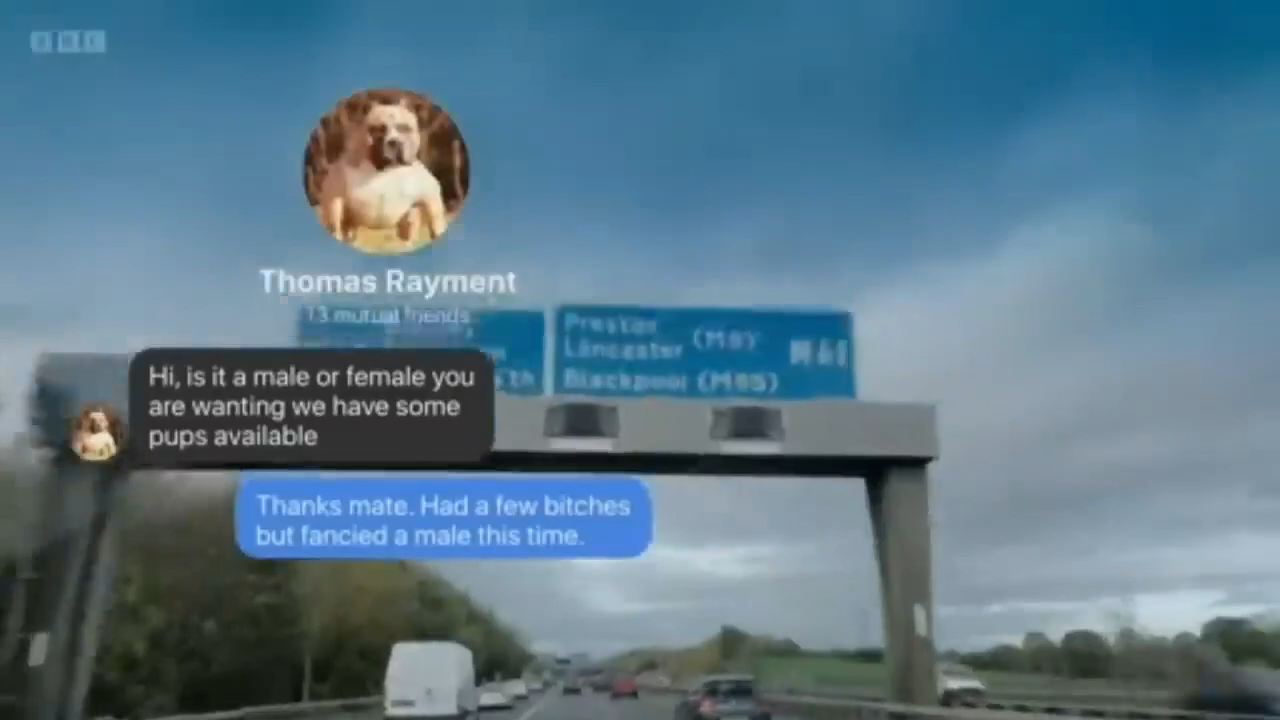 BBC
Thomas Rayment
13 mutual friends
Preston
Lancaster (M6)
Blackpool (M55)
M61
Hi, is it a male or female you
are wanting we have some
pups available
Thanks mate. Had a few bitches
but fancied a male this time.